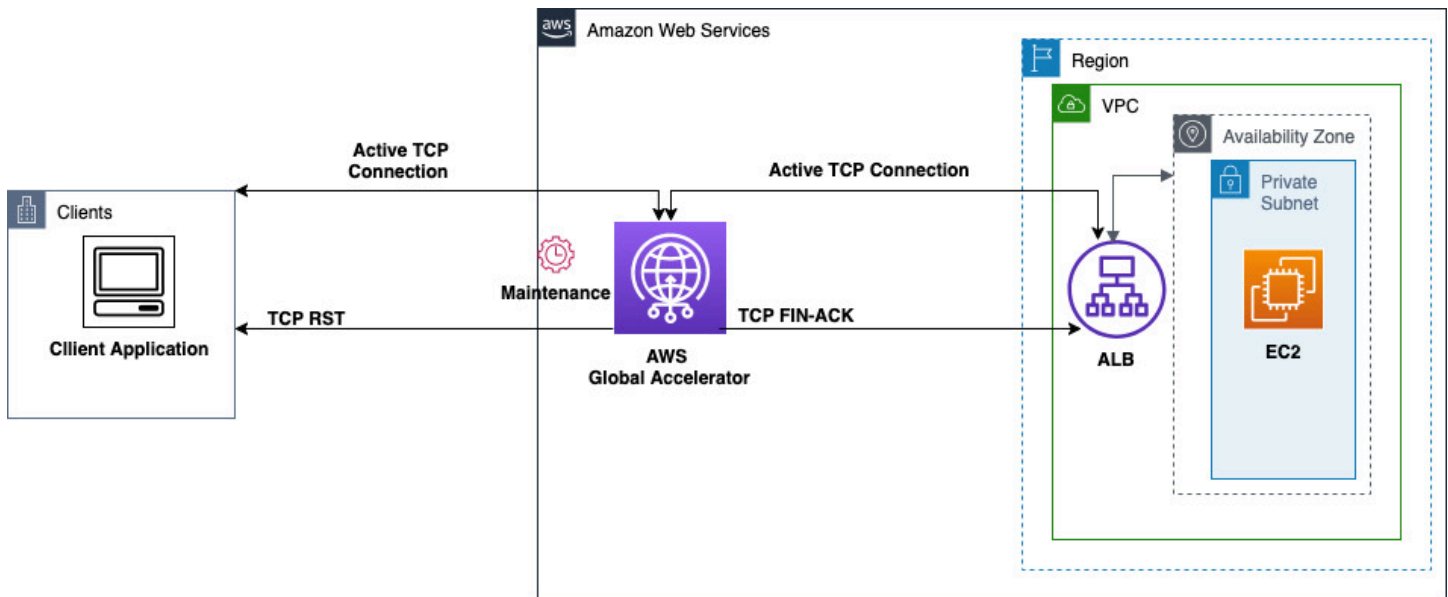 aws
Amazon Web Services
Region
VPC
Availability Zone
Private
Subnet
Active TCP
Connection
Active TCP Connection
Clients
Maintenance
TCP RST
TCP FIN-ACK
Cllient Application
AWS
Global Accelerator
ALB
EC2